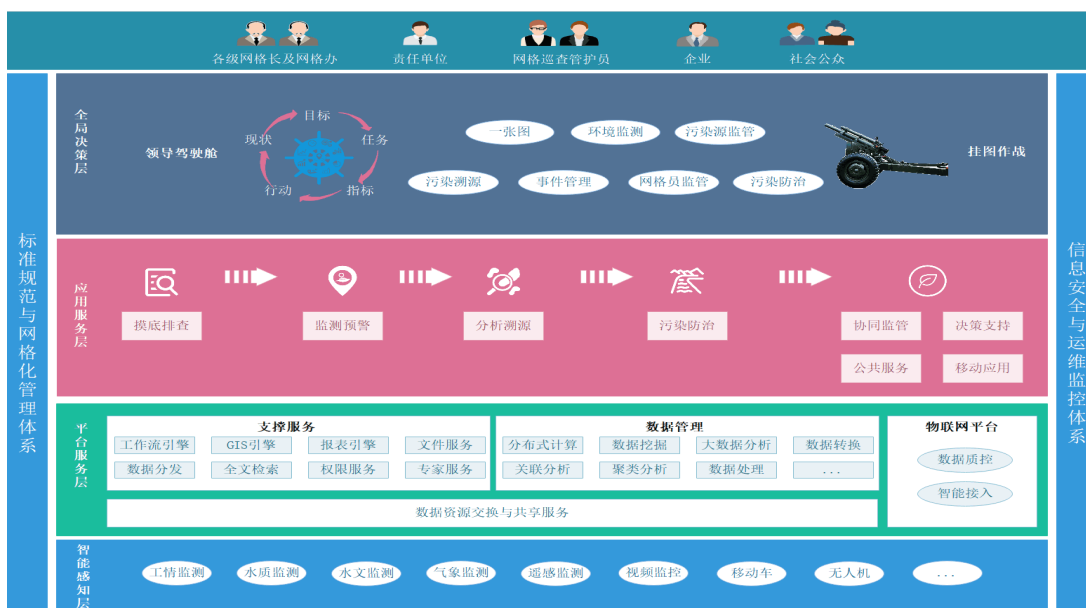 各级网格长及网格办
责任单位
网格巡查管护员
企业
社会公众
标准规范与网格化管理体系
全局决策层
领导驾驶舱
目标
任务
指标
行动
现状
一张图
环境监测
污染源监管
污染溯源
事件管理
网格员监管
污染防治
挂图作战
应用服务层
摸底排查
监测预警
分析溯源
污染防治
协同监管
决策支持
公共服务
移动应用
平台服务层
支撑服务
工作流引擎
GIS引擎
报表引擎
文件服务
数据分发
全文检索
权限服务
专家服务
数据管理
分布式计算
数据挖掘
大数据分析
数据转换
关联分析
聚类分析
数据处理
...
物联网平台
数据质控
智能接入
数据资源交换与共享服务
智能感知层
工情监测
水质监测
水文监测
气象监测
遥感监测
视频监控
移动车
无人机
...
信息安全与运维监控体系